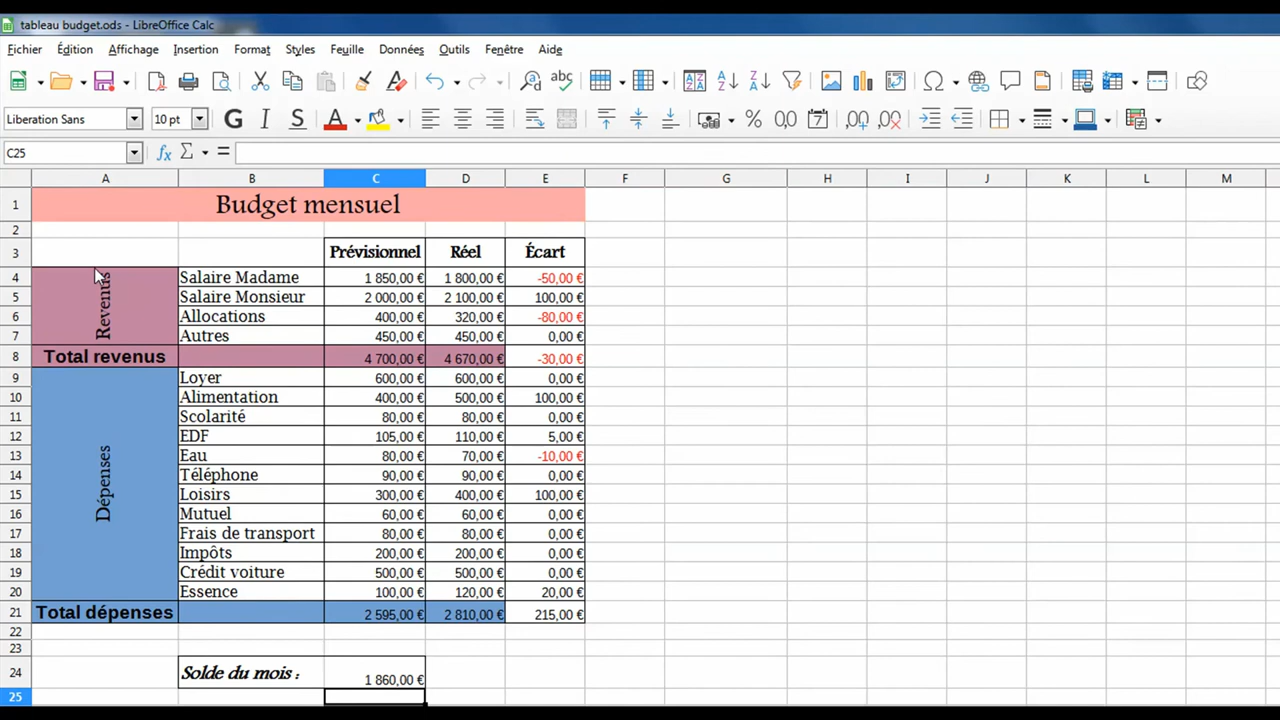 tableau budget.ods - LibreOffice Calc
Fichier Édition Affichage Insertion Format Styles Feuille Données Outils Fenêtre Aide
Liberation Sans 10 pt G I S A % 0,0 7 ,00 ,00
C25 fx Σ =
A B C D E F G H I J K L M
1 Budget mensuel
2
3 Prévisionnel Réel Écart
4 Revenus Salaire Madame 1 850,00 € 1 800,00 € -50,00 €
5 Salaire Monsieur 2 000,00 € 2 100,00 € 100,00 €
6 Allocations 400,00 € 320,00 € -80,00 €
7 Autres 450,00 € 450,00 € 0,00 €
8 Total revenus 4 700,00 € 4 670,00 € -30,00 €
9 Dépenses Loyer 600,00 € 600,00 € 0,00 €
10 Alimentation 400,00 € 500,00 € 100,00 €
11 Scolarité 80,00 € 80,00 € 0,00 €
12 EDF 105,00 € 110,00 € 5,00 €
13 Eau 80,00 € 70,00 € -10,00 €
14 Téléphone 90,00 € 90,00 € 0,00 €
15 Loisirs 300,00 € 400,00 € 100,00 €
16 Mutuel 60,00 € 60,00 € 0,00 €
17 Frais de transport 80,00 € 80,00 € 0,00 €
18 Impôts 200,00 € 200,00 € 0,00 €
19 Crédit voiture 500,00 € 500,00 € 0,00 €
20 Essence 100,00 € 120,00 € 20,00 €
21 Total dépenses 2 595,00 € 2 810,00 € 215,00 €
22
23
24 Solde du mois : 1 860,00 €
25